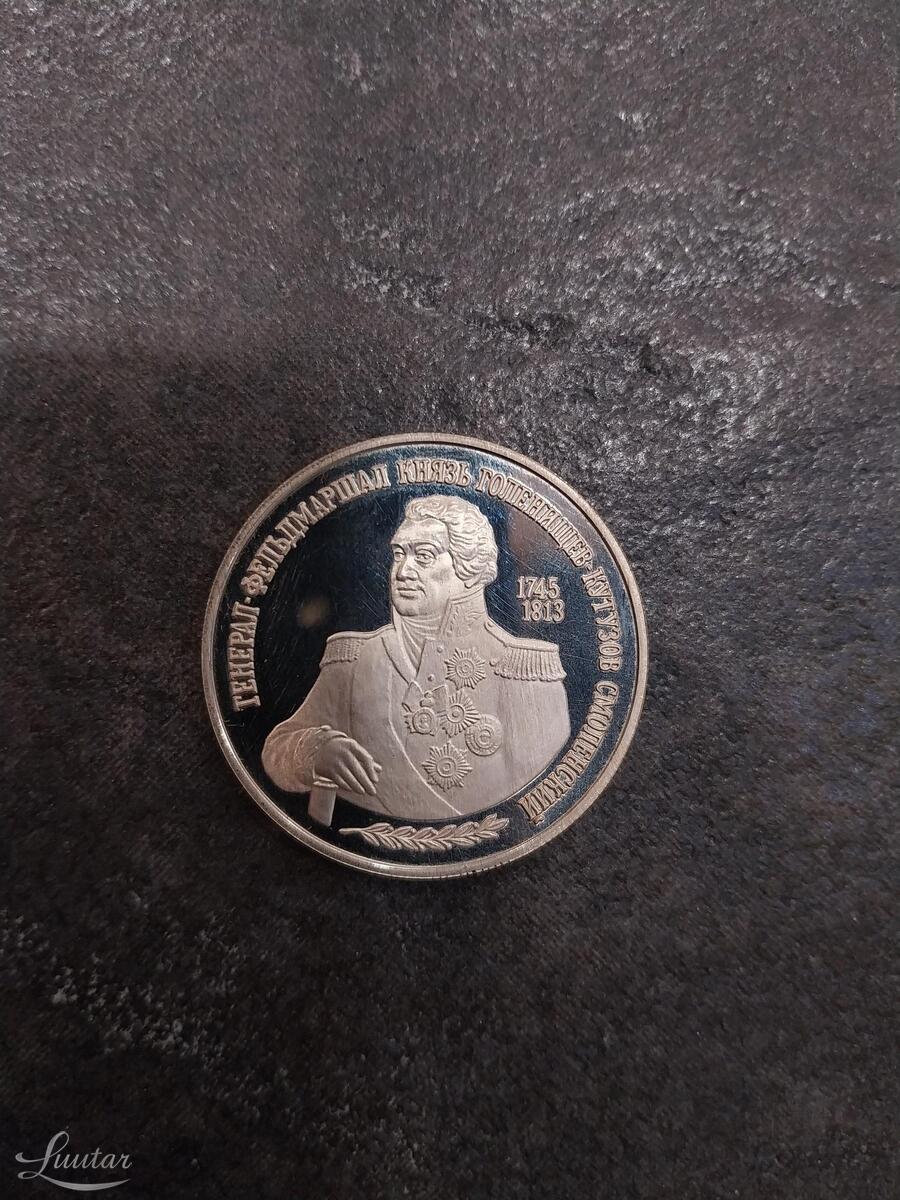 ГЕНЕРАЛ-ФЕЛЬДМАРШАЛ КНЯЗЬ ГОЛЕНИЩЕВ-КУТУЗОВ СМОЛЕНСКИЙ
1745
1813
Luutar